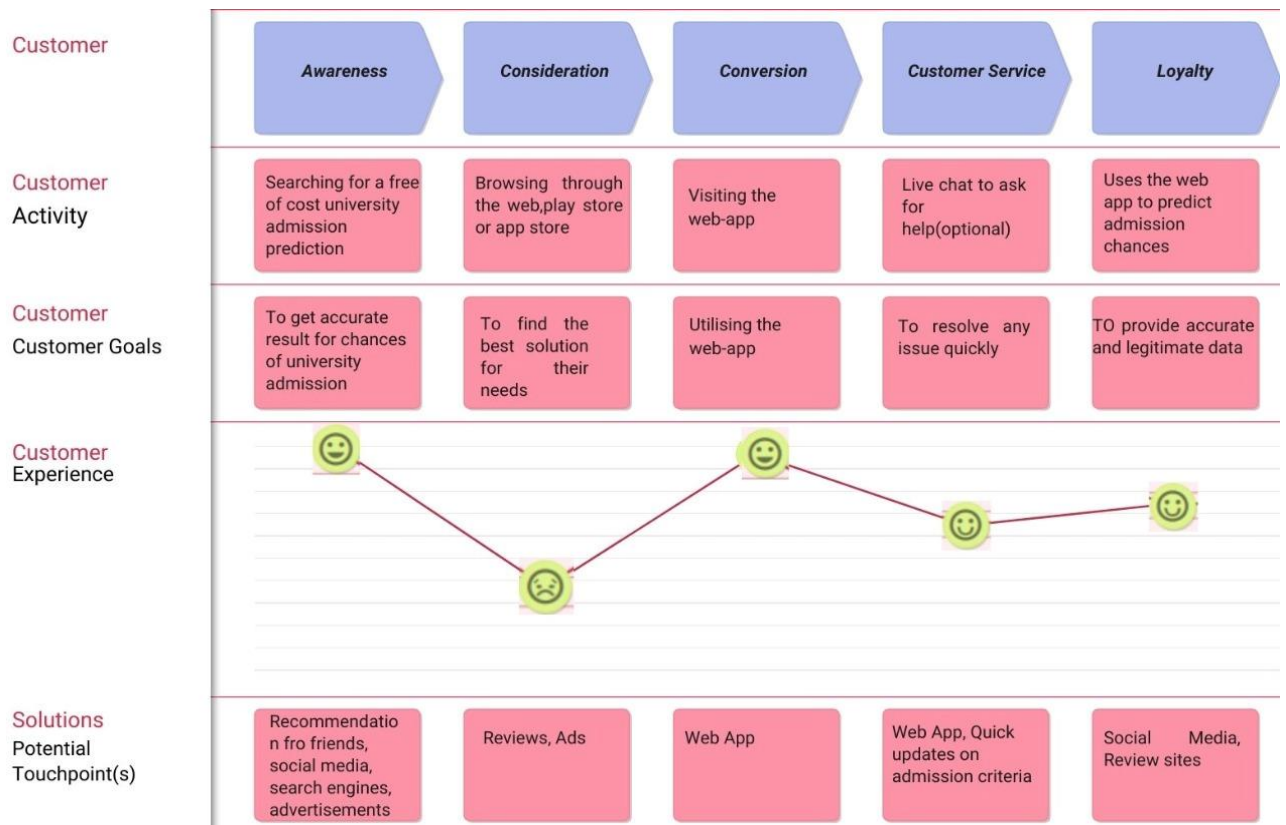 Customer
Awareness
Consideration
Conversion
Customer Service
Loyalty
Customer
Activity
Searching for a free
of cost university
admission
prediction
Browsing through
the web,play store
or app store
Visiting the
web-app
Live chat to ask
for
help(optional)
Uses the web
app to predict
admission
chances
Customer
Customer Goals
To get accurate
result for chances
of university
admission
To find the
best solution
for their
needs
Utilising the
web-app
To resolve any
issue quickly
TO provide accurate
and legitimate data
Customer
Experience
Solutions
Potential
Touchpoint(s)
Recommendatio
n fro friends,
social media,
search engines,
advertisements
Reviews, Ads
Web App
Web App, Quick
updates on
admission criteria
Social Media,
Review sites